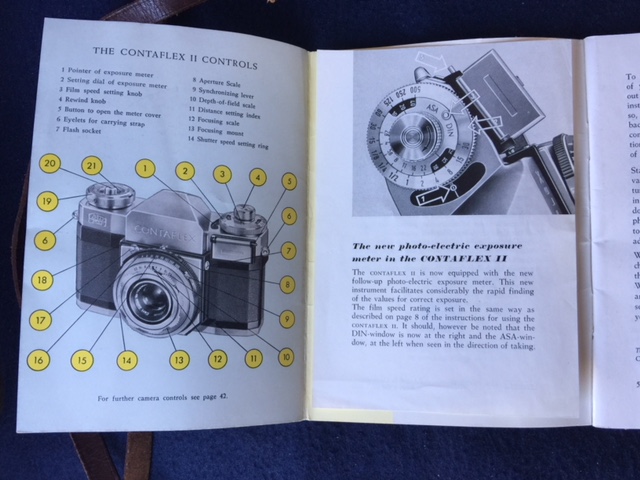 THE CONTAFLEX II CONTROLS
1 Pointer of exposure meter
2 Setting dial of exposure meter
3 Film speed setting knob
4 Rewind knob
5 Button to open the meter cover
6 Eyelets for carrying strap
7 Flash socket
8 Aperture Scale
9 Synchronizing lever
10 Depth-of-field scale
11 Distance setting index
12 Focusing scale
13 Focusing mount
14 Shutter speed setting ring
20
21
1
2
3
4
5
19
6
6
7
18
8
17
9
16
15
14
13
12
11
10
CONTAFLEX
For further camera controls see page 42.
500
250
ASA
DIN
The new photo-electric exposure
meter in the CONTAFLEX II
The CONTAFLEX II is now equipped with the new
follow-up photo-electric exposure meter. This new
instrument facilitates considerably the rapid finding
of the values for correct exposure.
The film speed rating is set in the same way as
described on page 8 of the instructions for using the
CONTAFLEX II. It should, however be noted that the
DIN-window is now at the right and the ASA-win-
dow, at the left when seen in the direction of taking.